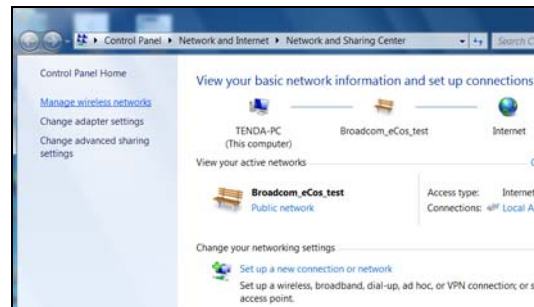 Control Panel ▸ Network and Internet ▸ Network and Sharing Center
Search C
Control Panel Home
Manage wireless networks
Change adapter settings
Change advanced sharing
settings
View your basic network information and set up connections
TENDA-PC
(This computer)
Broadcom_eCos_test
Internet
View your active networks
Broadcom_eCos_test
Public network
Access type: Internet
Connections: Local A
Change your networking settings
Set up a new connection or network
Set up a wireless, broadband, dial-up, ad hoc, or VPN connection; or s
access point.